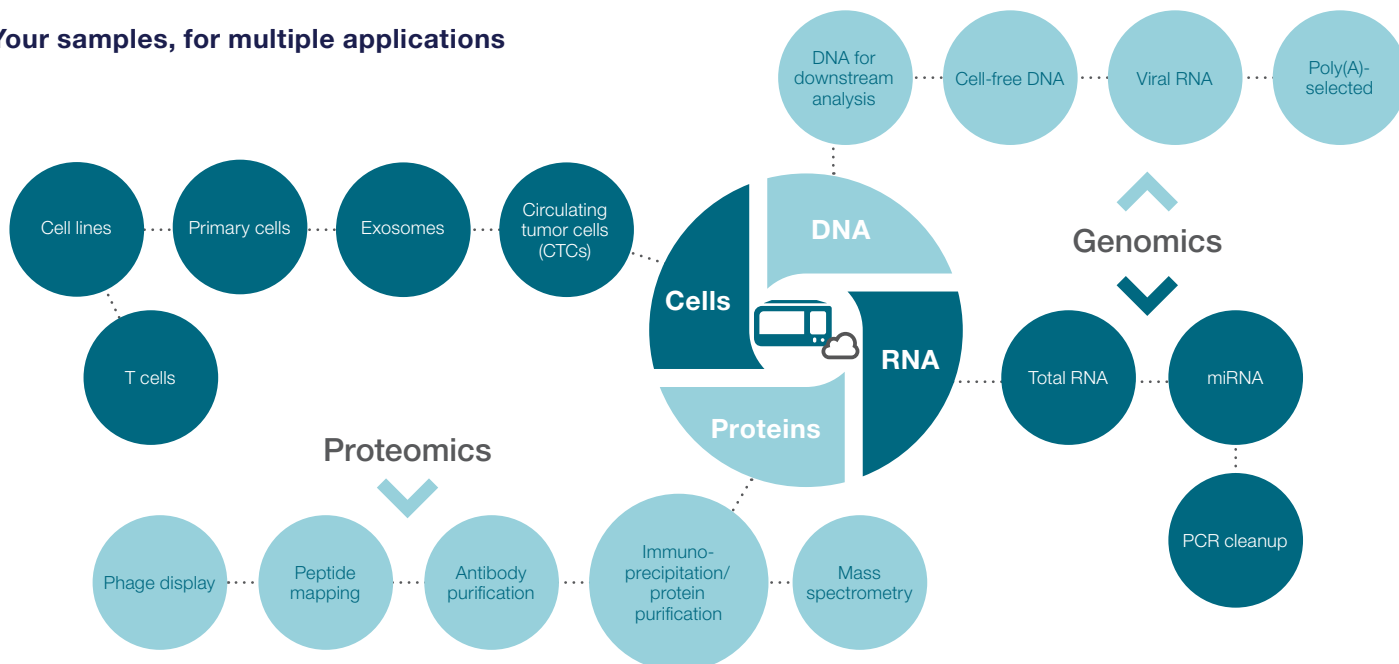 Your samples, for multiple applications
DNA for
downstream
analysis
Cell-free DNA
Viral RNA
Poly(A)-
selected
Cell lines
Primary cells
Exosomes
Circulating
tumor cells
(CTCs)
T cells
DNA
Cells
RNA
Proteins
Genomics
Total RNA
miRNA
PCR cleanup
Proteomics
Phage display
Peptide
mapping
Antibody
purification
Immuno-
precipitation/
protein
purification
Mass
spectrometry